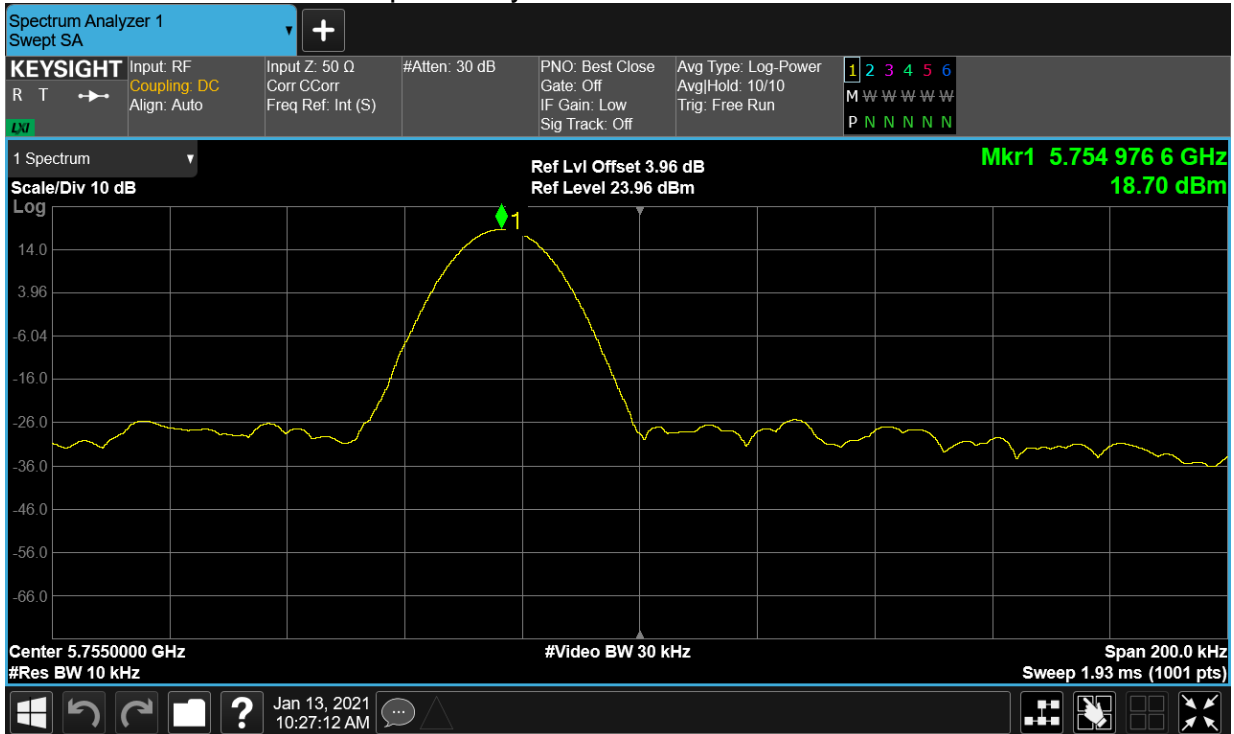 Spectrum Analyzer 1
Swept SA
KEYSIGHT
R T
LXI
Input: RF
Coupling: DC
Align: Auto
Input Z: 50 Ω
Corr CCorr
Freq Ref: Int (S)
#Atten: 30 dB
PNO: Best Close
Gate: Off
IF Gain: Low
Sig Track: Off
Avg Type: Log-Power
Avg|Hold: 10/10
Trig: Free Run
1 2 3 4 5 6
M W W W W W
P N N N N N
1 Spectrum
Scale/Div 10 dB
Log
Ref Lvl Offset 3.96 dB
Ref Level 23.96 dBm
Mkr1 5.754 976 6 GHz
18.70 dBm
1
14.0
3.96
-6.04
-16.0
-26.0
-36.0
-46.0
-56.0
-66.0
Center 5.7550000 GHz
#Res BW 10 kHz
#Video BW 30 kHz
Span 200.0 kHz
Sweep 1.93 ms (1001 pts)
?
Jan 13, 2021
10:27:12 AM